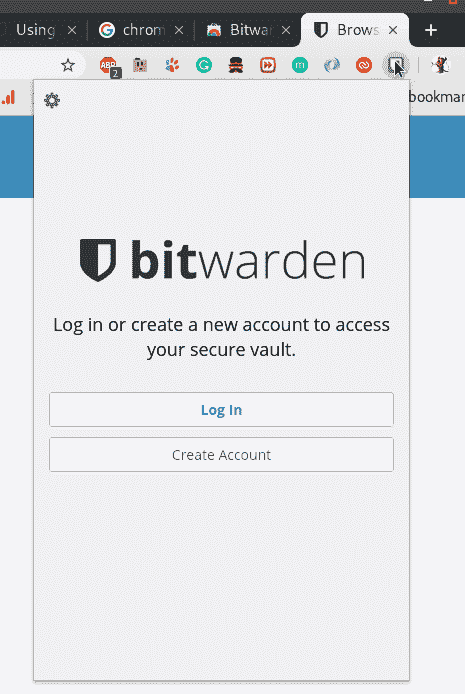 Using
chrom
Bitwar
Brows
ABP
2
m
bookmar
bitwarden
Log in or create a new account to access
your secure vault.
Log In
Create Account